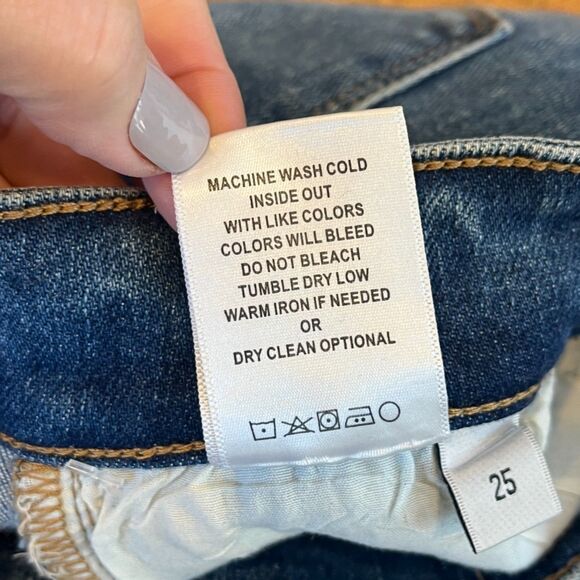 MACHINE WASH COLD
INSIDE OUT
WITH LIKE COLORS
COLORS WILL BLEED
DO NOT BLEACH
TUMBLE DRY LOW
WARM IRON IF NEEDED
OR
DRY CLEAN OPTIONAL
25